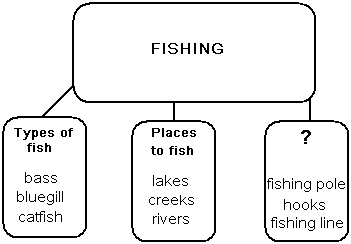 FISHING
Types of
fish
bass
bluegill
catfish
Places
to fish
lakes
creeks
rivers
?
fishing pole
hooks
fishing line